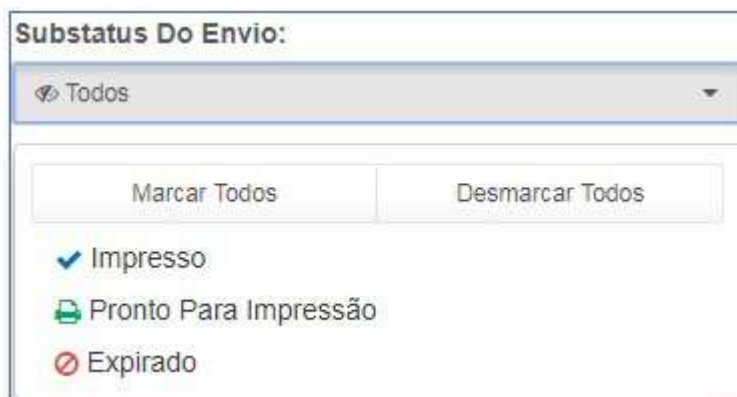 Substatus Do Envio:
Todos
Marcar Todos Desmarcar Todos
Impresso
Pronto Para Impressão
Expirado